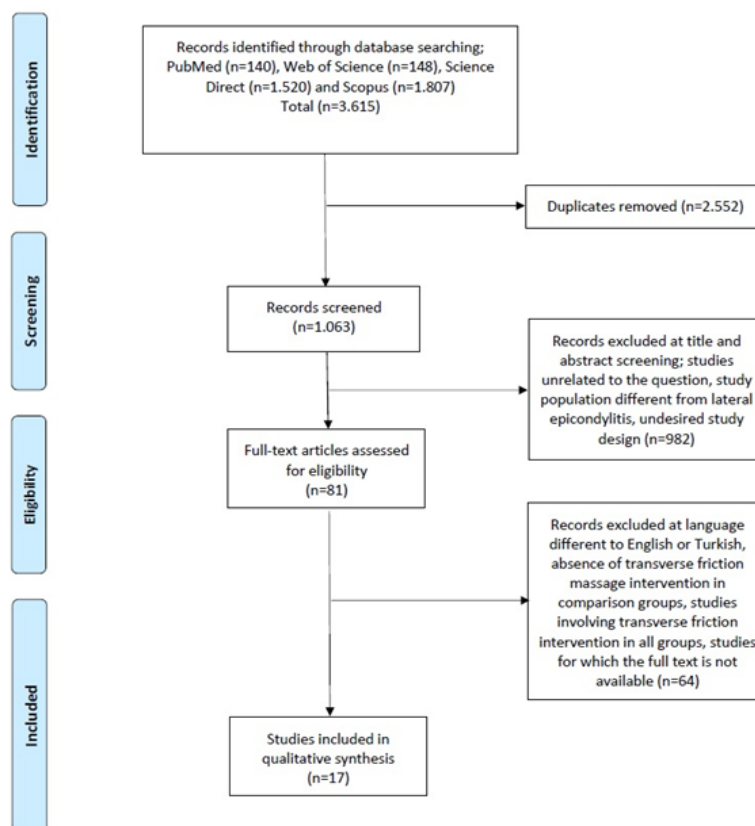 Identification
Records identified through database searching;
PubMed (n=140), Web of Science (n=148), Science
Direct (n=1.520) and Scopus (n=1.807)
Total (n=3.615)
Duplicates removed (n=2.552)
Screening
Records screened
(n=1.063)
Records excluded at title and
abstract screening; studies
unrelated to the question, study
population different from lateral
epicondylitis, undesired study
design (n=982)
Eligibility
Full-text articles assessed
for eligibility
(n=81)
Records excluded at language
different to English or Turkish,
absence of transverse friction
massage intervention in
comparison groups, studies
involving transverse friction
intervention in all groups, studies
for which the full text is not
available (n=64)
Included
Studies included in
qualitative synthesis
(n=17)